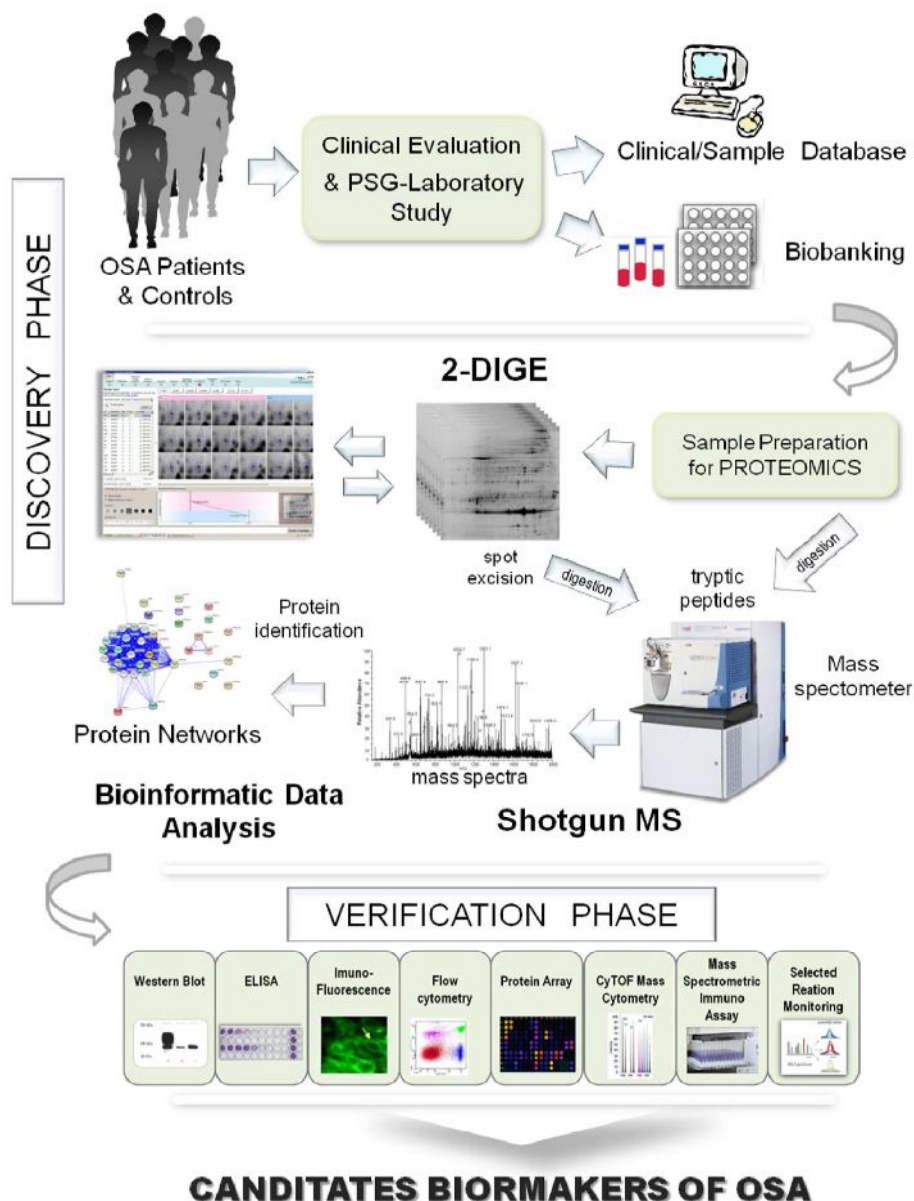 Clinical Evaluation
& PSG-Laboratory
Study
Clinical/Sample Database
Biobanking
OSA Patients
& Controls
DISCOVERY PHASE
2-DIGE
Sample Preparation
for PROTEOMICS
spot
excision
digestion
digestion
tryptic
peptides
Mass
spectometer
Protein
identification
Protein Networks
Relative Abundance
mass spectra
Bioinformatic Data
Analysis
Shotgun MS
VERIFICATION PHASE
Western Blot
ELISA
Imuno-
Fluorescence
Flow
cytometry
Protein Array
CyTOF Mass
Cytometry
Mass
Spectrometric
Immuno
Assay
Selected
Reation
Monitoring
CANDITATES BIORMAKERS OF OSA